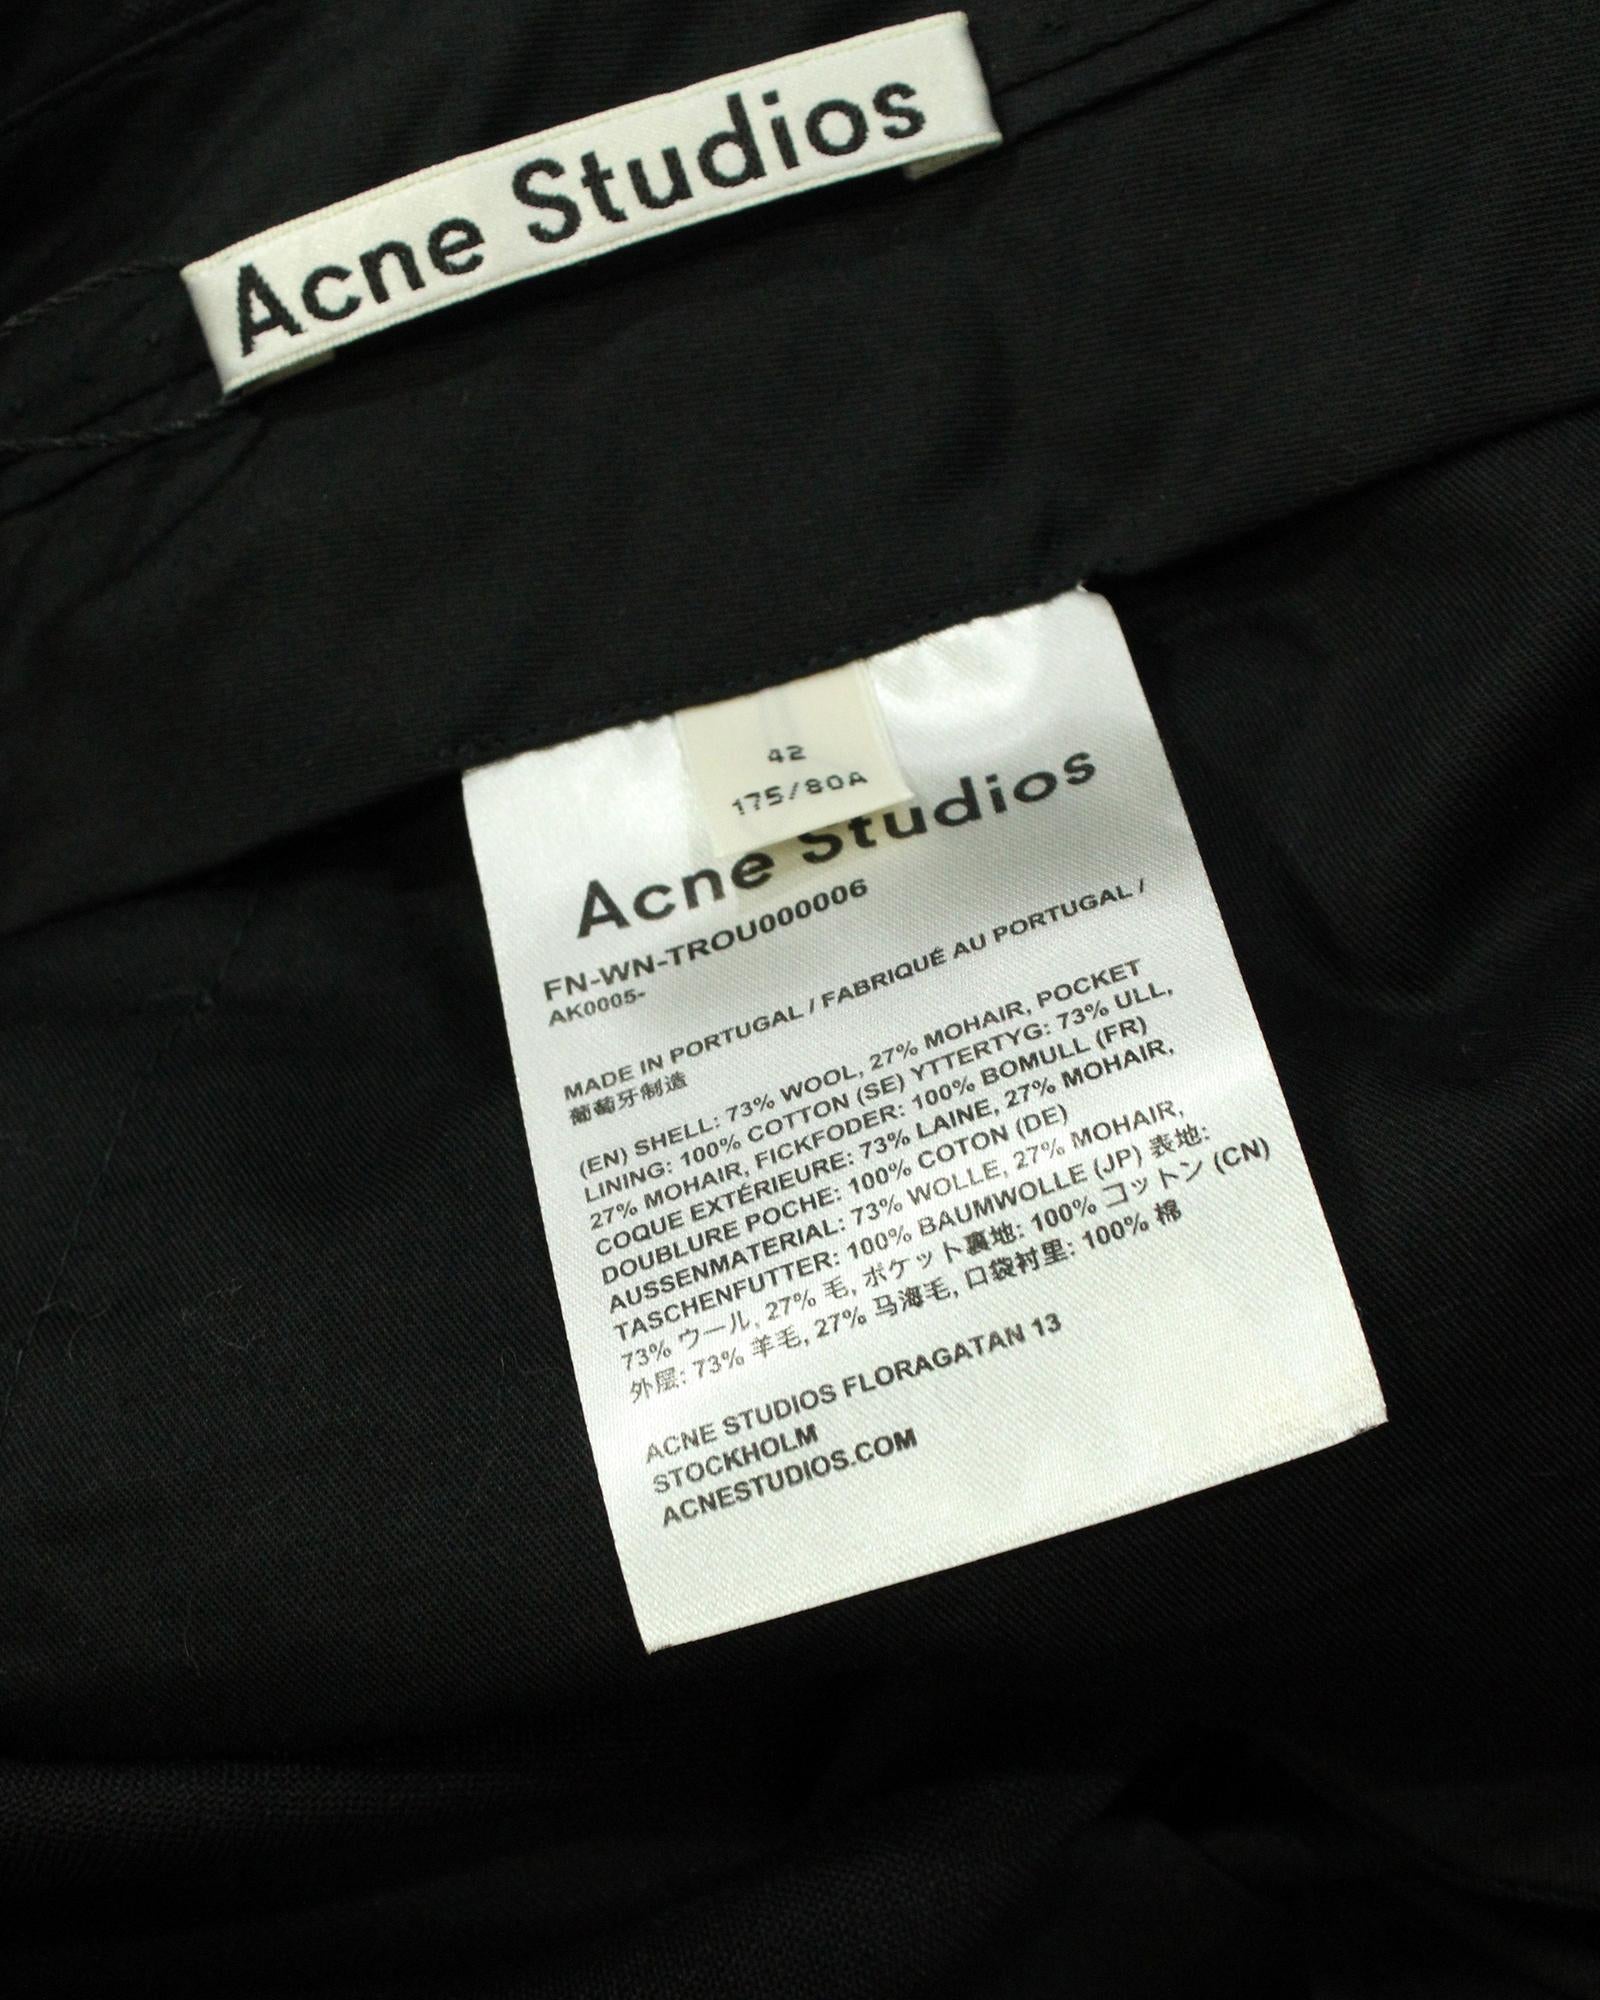 Acne Studios
42
175/80A
Acne Studios
FN-WN-TROU000006
AK0005-
MADE IN PORTUGAL / FABRIQUÉ AU PORTUGAL /
葡萄牙制造
(EN) SHELL: 73% WOOL, 27% MOHAIR, POCKET
LINING: 100% COTTON (SE) YTTERTYG: 73% ULL,
27% MOHAIR, FICKFODER: 100% BOMULL (FR)
COQUE EXTÉRIEURE: 73% LAINE, 27% MOHAIR,
DOUBLURE POCHE: 100% COTON (DE)
AUSSENMATERIAL: 73% WOLLE, 27% MOHAIR,
TASCHENFUTTER: 100% BAUMWOLLE (JP) 表地:
73% ウール, 27% 毛, ポケット裏地: 100% コットン (CN)
外层: 73% 羊毛, 27% 马海毛, 口袋衬里: 100% 棉
ACNE STUDIOS FLORAGATAN 13
STOCKHOLM
ACNESTUDIOS.COM